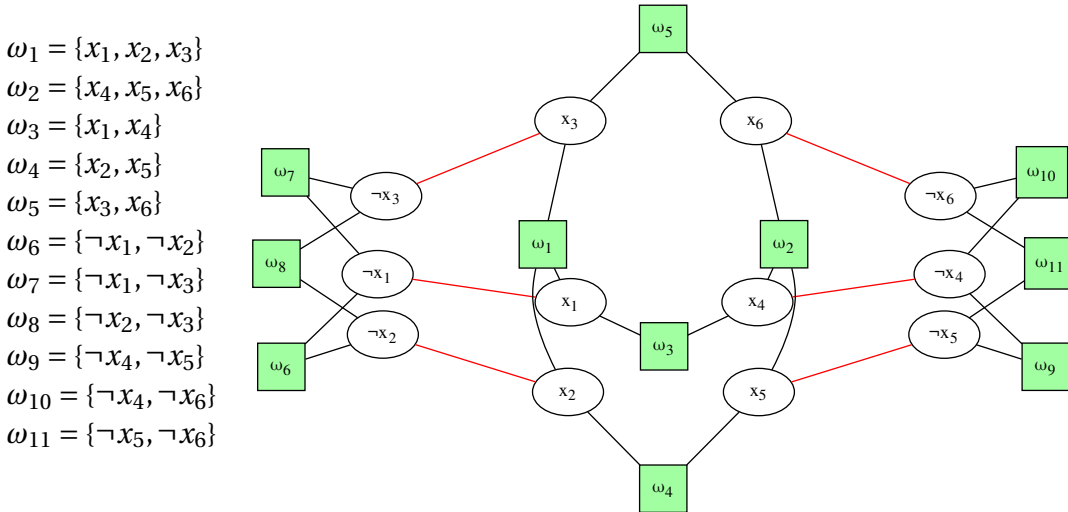 ω₁ = {x₁, x₂, x₃}
ω₂ = {x₄, x₅, x₆}
ω₃ = {x₁, x₄}
ω₄ = {x₂, x₅}
ω₅ = {x₃, x₆}
ω₆ = {¬x₁, ¬x₂}
ω₇ = {¬x₁, ¬x₃}
ω₈ = {¬x₂, ¬x₃}
ω₉ = {¬x₄, ¬x₅}
ω₁₀ = {¬x₄, ¬x₆}
ω₁₁ = {¬x₅, ¬x₆}
ω₅
x₃ x₆
ω₇ ω₁₀
¬x₃ ¬x₆
ω₈ ω₁ ω₂ ω₁₁
¬x₁ ¬x₄
x₁ x₄
¬x₂ ¬x₅
ω₃
ω₆ ω₉
x₂ x₅
ω₄